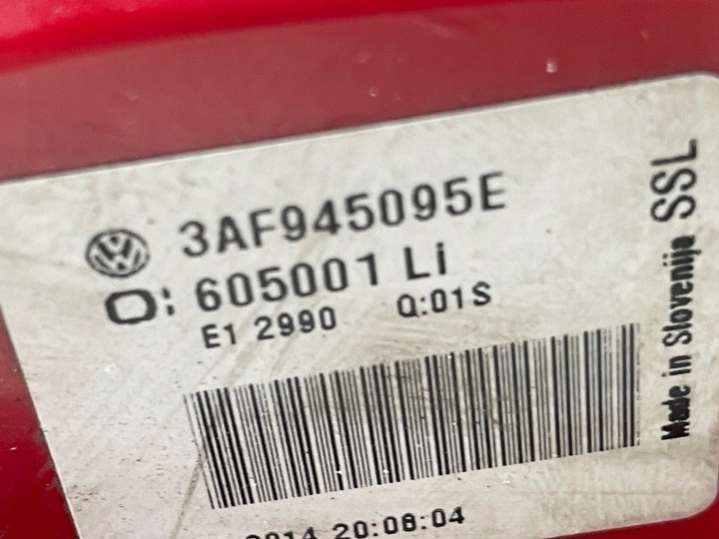 3AF945095E
O: 605001 Li
E1 2990 Q:01S
2014 20:08:04
Made in Slovenija SSL